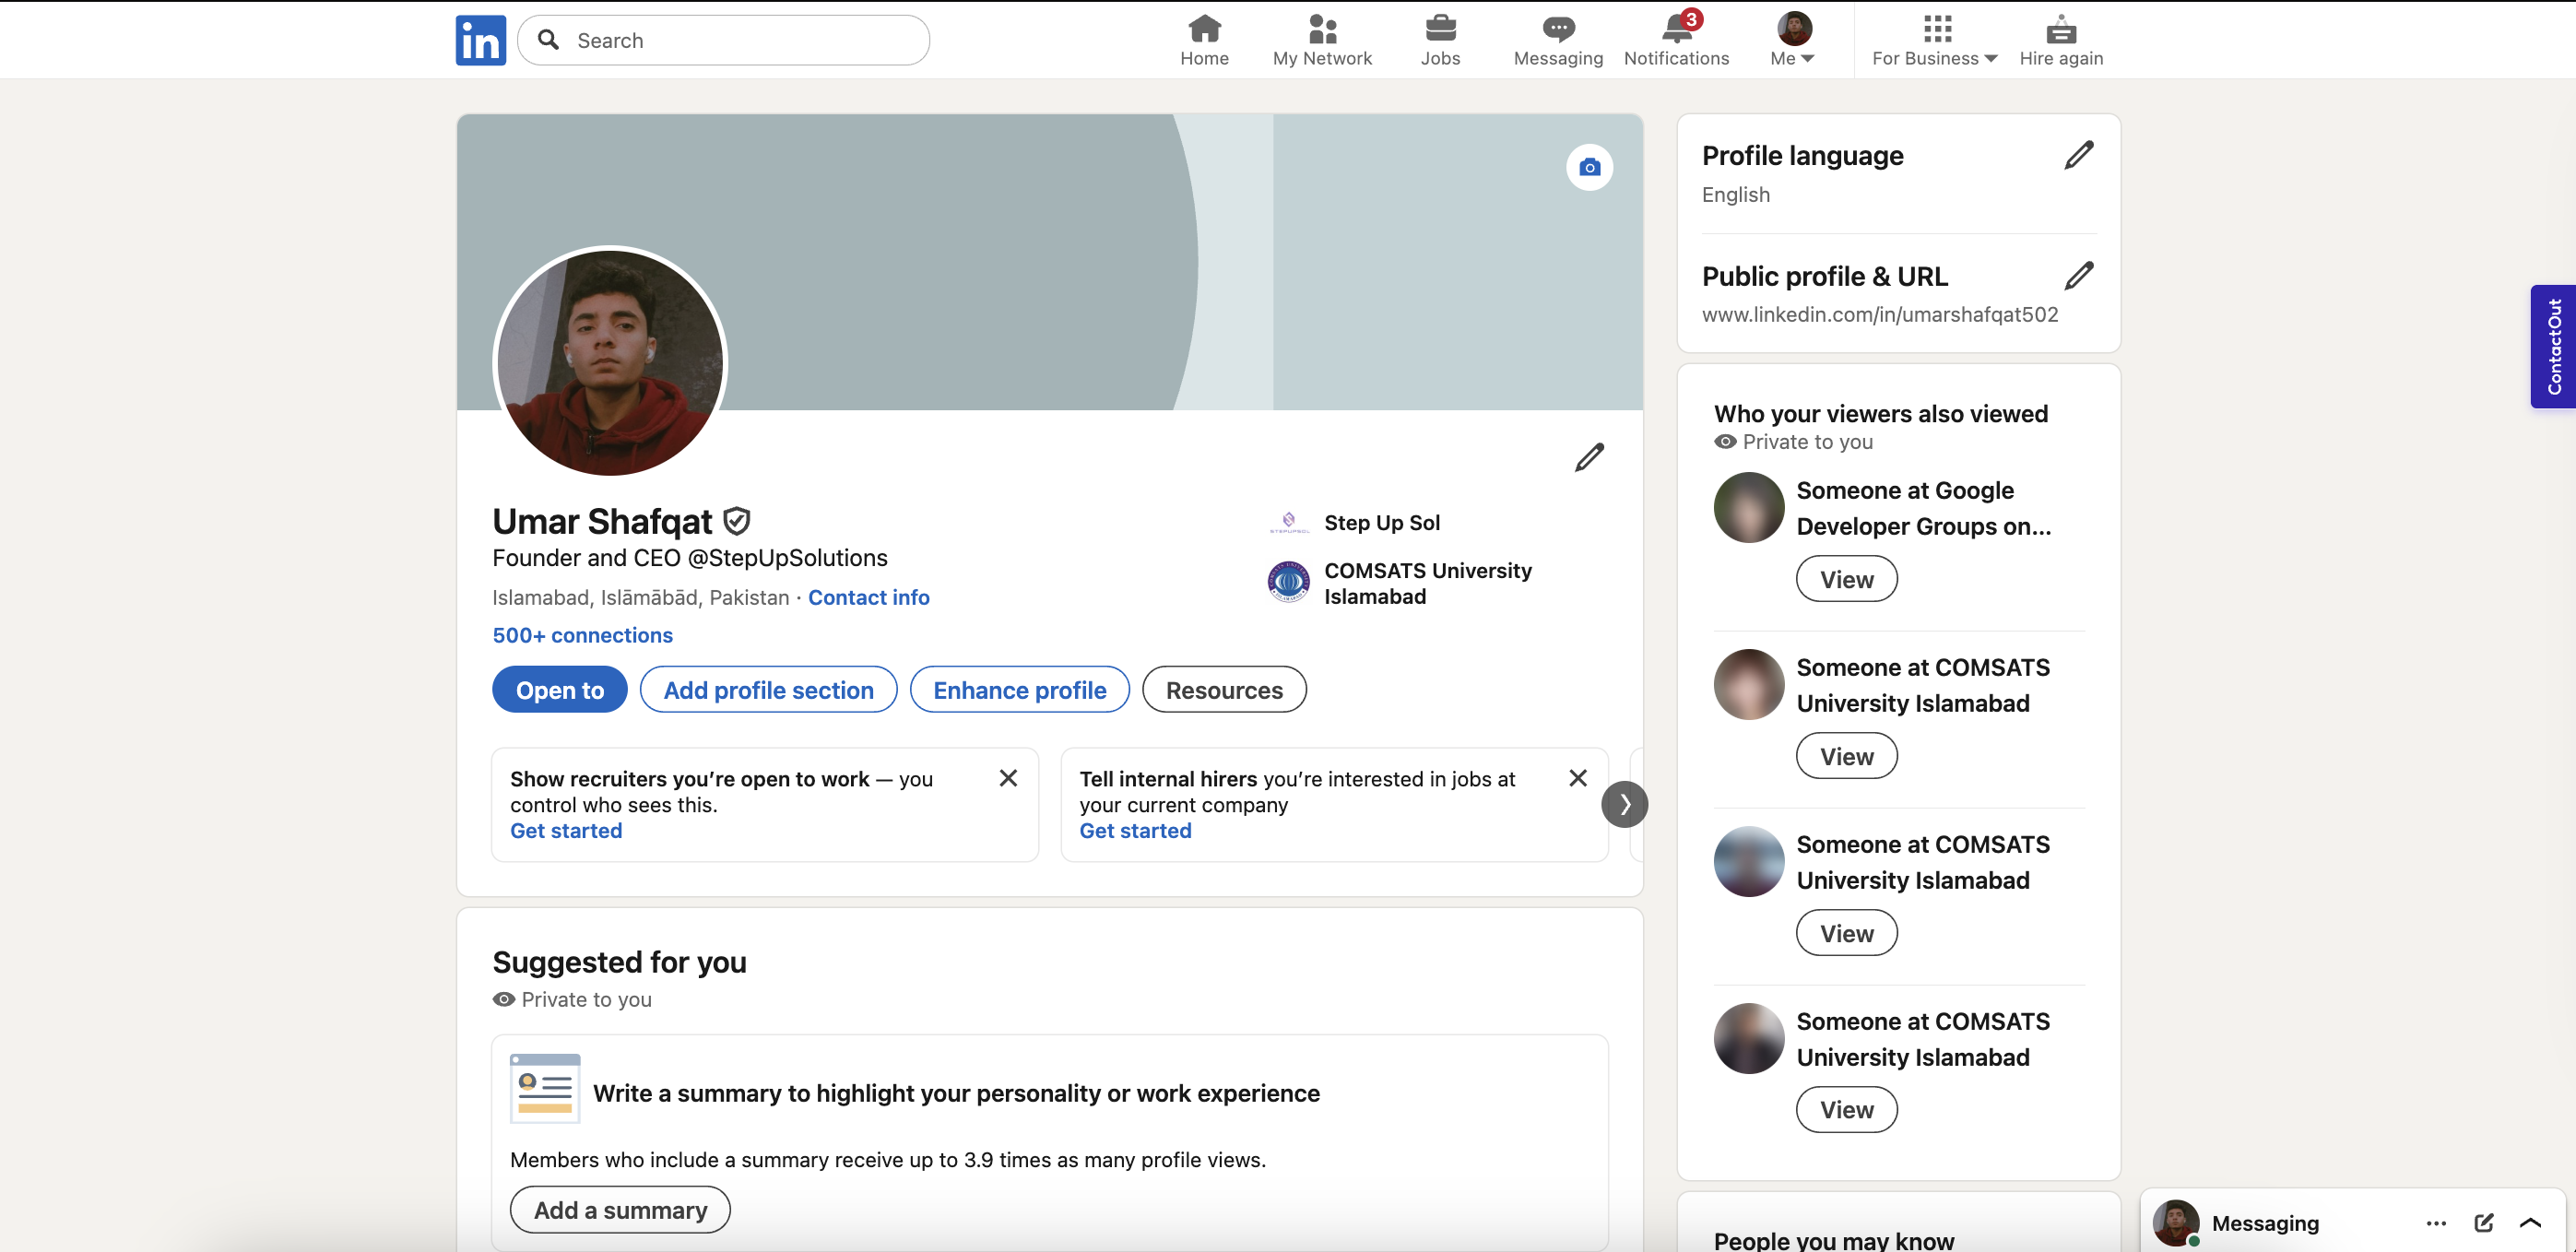 in
Search
Home
My Network
Jobs
Messaging
3
Notifications
Me
For Business
Hire again
Umar Shafqat
Founder and CEO @StepUpSolutions
Islamabad, Islāmābād, Pakistan · Contact info
500+ connections
Open to
Add profile section
Enhance profile
Resources
STEPUPSOL
Step Up Sol
COMSATS University
Islamabad
Show recruiters you’re open to work — you
control who sees this.
Get started
Tell internal hirers you’re interested in jobs at
your current company
Get started
Suggested for you
Private to you
Write a summary to highlight your personality or work experience
Members who include a summary receive up to 3.9 times as many profile views.
Add a summary
Profile language
English
Public profile & URL
www.linkedin.com/in/umarshafqat502
Who your viewers also viewed
Private to you
Someone at Google
Developer Groups on...
View
Someone at COMSATS
University Islamabad
View
Someone at COMSATS
University Islamabad
View
Someone at COMSATS
University Islamabad
View
People you may know
ContactOut
Messaging